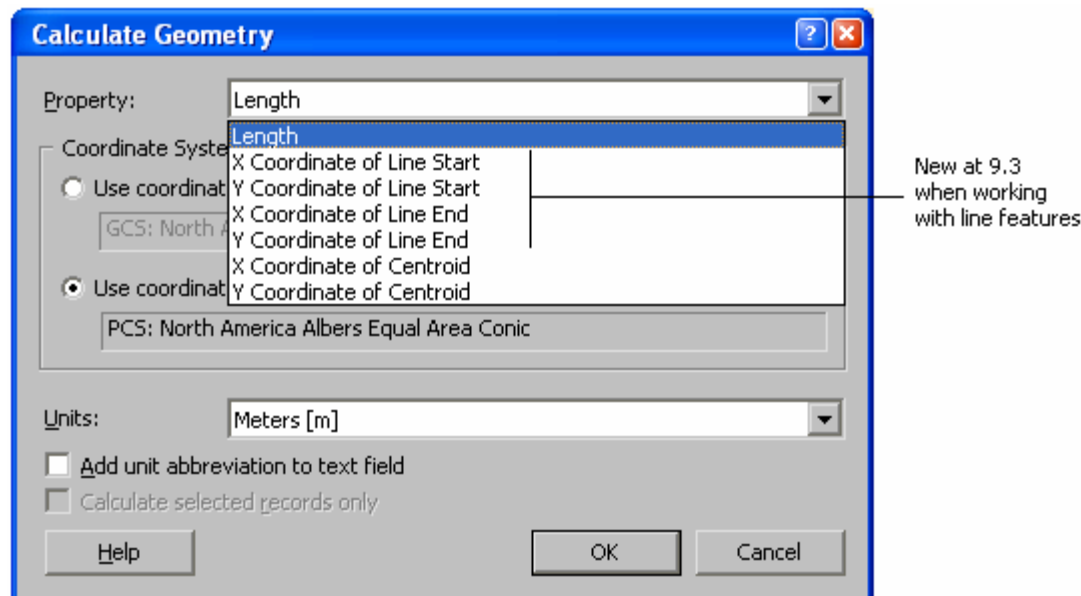 Calculate Geometry
Property:
Length
Length
X Coordinate of Line Start
Y Coordinate of Line Start
X Coordinate of Line End
Y Coordinate of Line End
X Coordinate of Centroid
Y Coordinate of Centroid
New at 9.3
when working
with line features
Coordinate Syste
Use coordinat
GCS: North A
Use coordinat
PCS: North America Albers Equal Area Conic
Units:
Meters [m]
Add unit abbreviation to text field
Calculate selected records only
Help
OK
Cancel